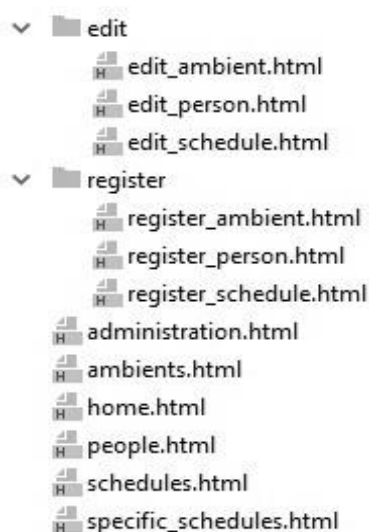 edit
edit_ambient.html
edit_person.html
edit_schedule.html
register
register_ambient.html
register_person.html
register_schedule.html
administration.html
ambients.html
home.html
people.html
schedules.html
specific_schedules.html